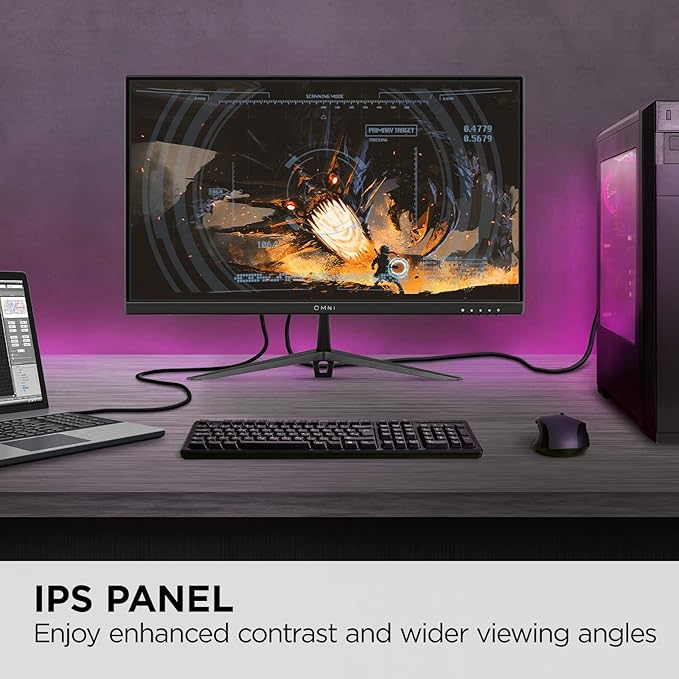 SCANNING MODE
PRIMARY TARGET
TRACKING
0.4779
0.5679
OMNI
IPS PANEL
Enjoy enhanced contrast and wider viewing angles